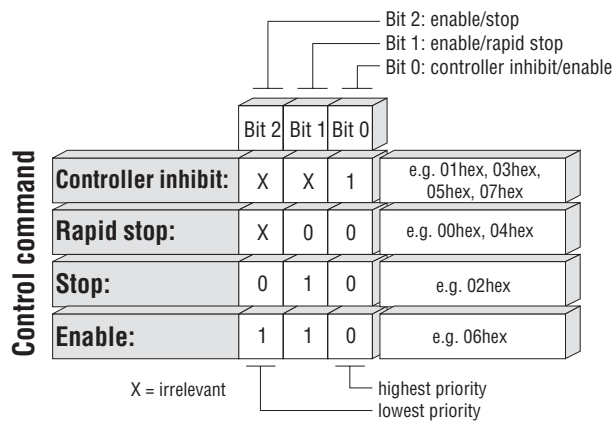 Bit 2: enable/stop
Bit 1: enable/rapid stop
Bit 0: controller inhibit/enable
Bit 2 Bit 1 Bit 0
Control command
Controller inhibit: X X 1 e.g. 01hex, 03hex,
05hex, 07hex
Rapid stop: X 0 0 e.g. 00hex, 04hex
Stop: 0 1 0 e.g. 02hex
Enable: 1 1 0 e.g. 06hex
X = irrelevant
highest priority
lowest priority